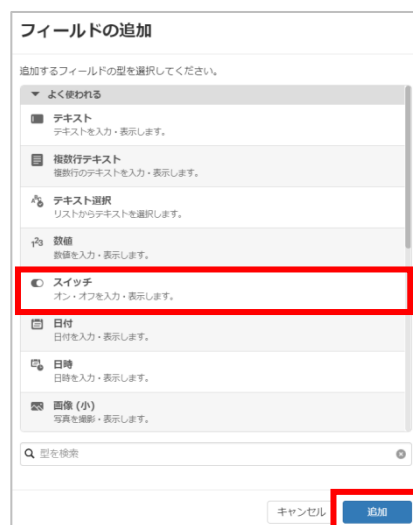 フィールドの追加
追加するフィールドの型を選択してください。
よく使われる
テキスト
テキストを入力・表示します。
複数行テキスト
複数行のテキストを入力・表示します。
テキスト選択
リストからテキストを選択します。
123 数値
数値を入力・表示します。
スイッチ
オン・オフを入力・表示します。
日付
日付を入力・表示します。
日時
日時を入力・表示します。
画像 (小)
写真を撮影・表示します。
型を検索
キャンセル 追加